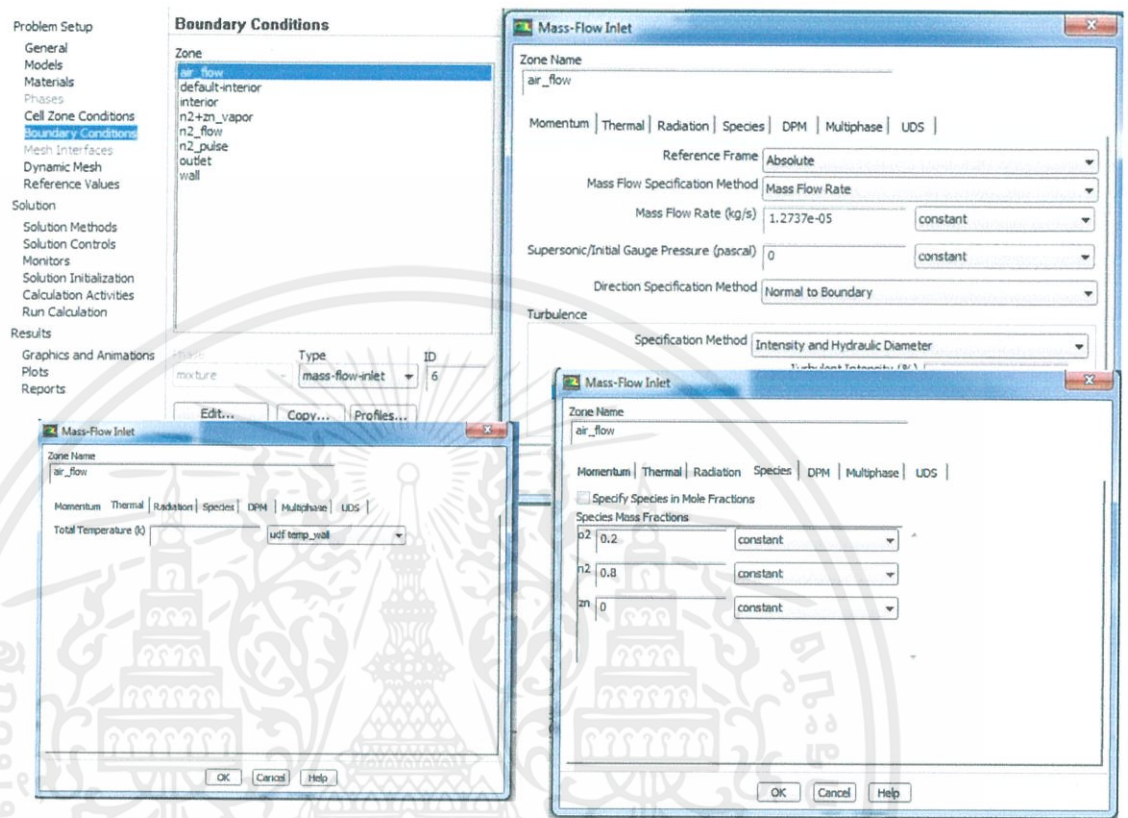 Problem Setup
General
Models
Materials
Phases
Cell Zone Conditions
Boundary Conditions
Mesh Interfaces
Dynamic Mesh
Reference Values
Solution
Solution Methods
Solution Controls
Monitors
Solution Initialization
Calculation Activities
Run Calculation
Results
Graphics and Animations
Plots
Reports
Boundary Conditions
Zone
air_flow
default-interior
interior
n2+zn_vapor
n2_flow
n2_pulse
outlet
wall
Phase Type ID
mixture mass-flow-inlet 6
Edit... Copy... Profiles...
Mass-Flow Inlet
Zone Name
air_flow
Momentum Thermal Radiation Species DPM Multiphase UDS
Reference Frame Absolute
Mass Flow Specification Method Mass Flow Rate
Mass Flow Rate (kg/s) 1.2737e-05 constant
Supersonic/Initial Gauge Pressure (pascal) 0 constant
Direction Specification Method Normal to Boundary
Turbulence
Specification Method Intensity and Hydraulic Diameter
Turbulent Intensity (%)
Mass-Flow Inlet
Zone Name
air_flow
Momentum Thermal Radiation Species DPM Multiphase UDS
Total Temperature (k) udf temp_wall
OK Cancel Help
Mass-Flow Inlet
Zone Name
air_flow
Momentum Thermal Radiation Species DPM Multiphase UDS
Specify Species in Mole Fractions
Species Mass Fractions
o2 0.2 constant
n2 0.8 constant
zn 0 constant
OK Cancel Help